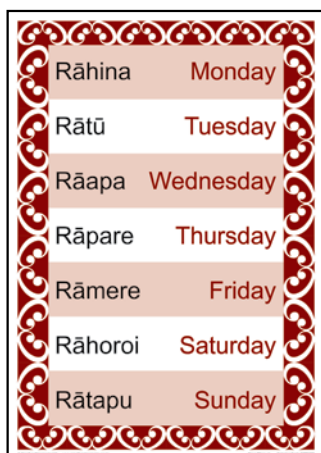 Rāhina Monday
Rātū Tuesday
Rāapa Wednesday
Rāpare Thursday
Rāmere Friday
Rāhoroi Saturday
Rātapu Sunday